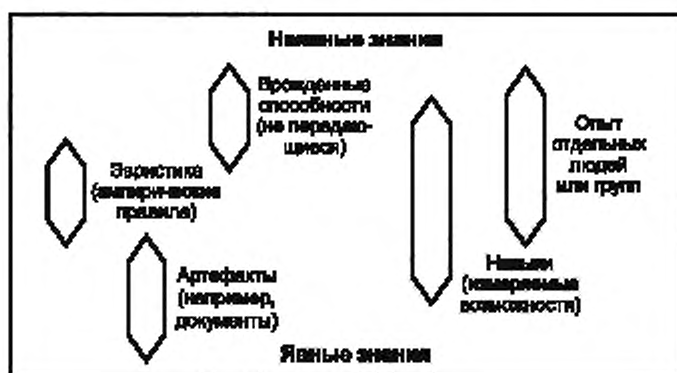 Неявные знания
Врожденные
способности
(не передаю-
щиеся)
Опыт
отдельных
людей
или групп
Эвристика
(эмпирические
правила)
Навыки
(измеряемые
возможности)
Артефакты
(например,
документы)
Явные знания